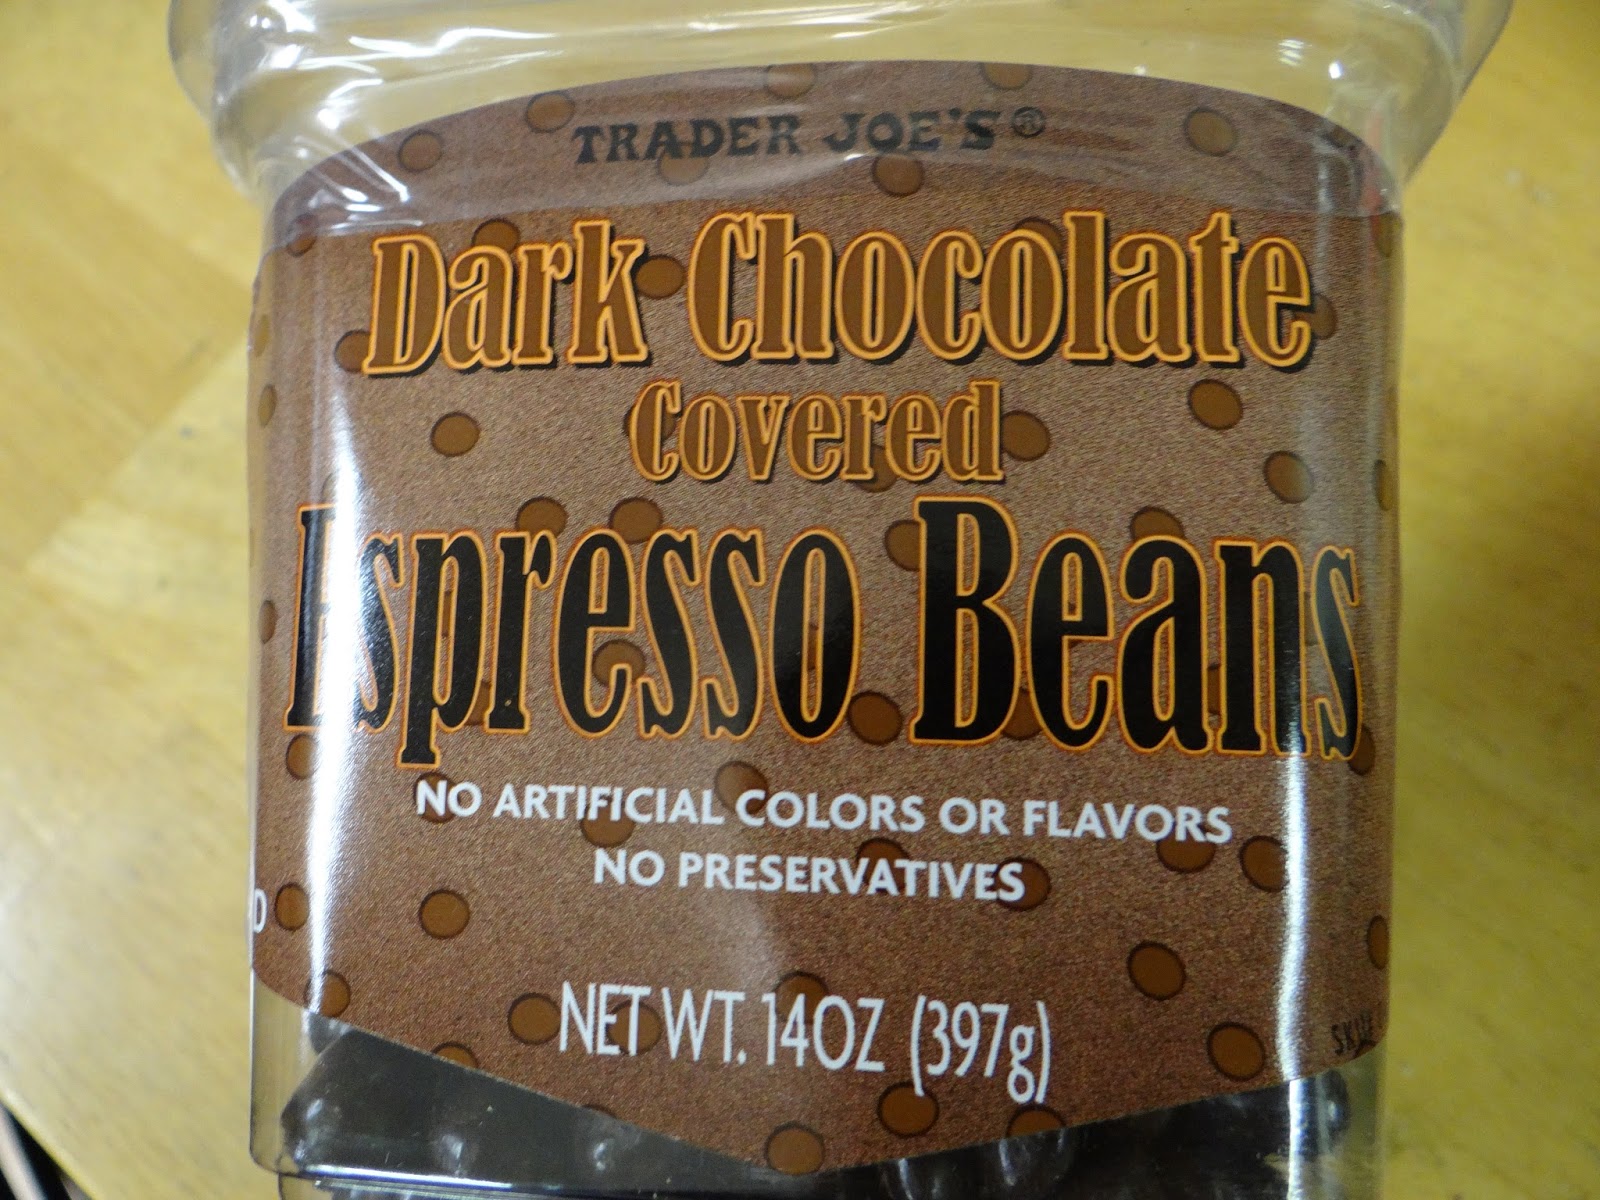 TRADER JOE'S®
Dark Chocolate
Covered
Espresso Beans
NO ARTIFICIAL COLORS OR FLAVORS
NO PRESERVATIVES
NET WT. 14OZ (397g)